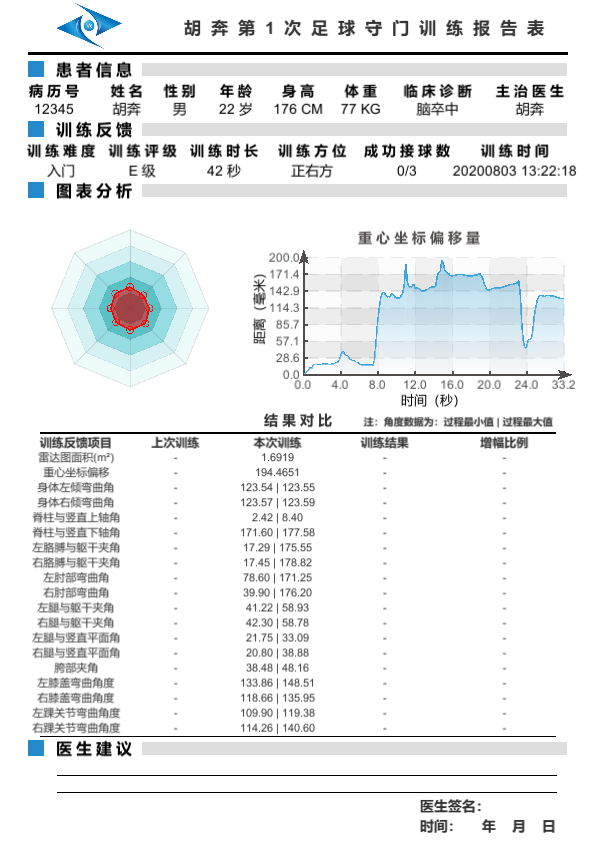 胡奔第1次足球守门训练报告表
患者信息
病历号 姓名 性别 年龄 身高 体重 临床诊断 主治医生
12345 胡奔 男 22 岁 176 CM 77 KG 脑卒中 胡奔
训练反馈
训练难度 训练评级 训练时长 训练方位 成功接球数 训练时间
入门 E 级 42 秒 正右方 0/3 20200803 13:22:18
图表分析
重心坐标偏移量
距离（毫米）
200.0
171.4
142.9
114.3
85.7
57.1
28.6
0.0
0.0 4.0 8.0 12.0 16.0 20.0 24.0 28.0 33.2
时间（秒）
结果对比 注：角度数据为：过程最小值 | 过程最大值
训练反馈项目 上次训练 本次训练 训练结果 增幅比例
雷达图面积(m²) - 1.6919 - -
重心坐标偏移 - 194.4651 - -
身体左倾弯曲角 - 123.54 | 123.55 - -
身体右倾弯曲角 - 123.57 | 123.59 - -
脊柱与竖直上轴角 - 2.42 | 8.40 - -
脊柱与竖直下轴角 - 171.60 | 177.58 - -
左胳膊与躯干夹角 - 17.29 | 175.55 - -
右胳膊与躯干夹角 - 17.45 | 178.82 - -
左肘部弯曲角 - 78.60 | 171.25 - -
右肘部弯曲角 - 39.90 | 176.20 - -
左腿与躯干夹角 - 41.22 | 58.93 - -
右腿与躯干夹角 - 42.30 | 58.78 - -
左腿与竖直平面角 - 21.75 | 33.09 - -
右腿与竖直平面角 - 20.80 | 38.88 - -
胯部夹角 - 38.48 | 48.16 - -
左膝盖弯曲角度 - 133.86 | 148.51 - -
右膝盖弯曲角度 - 118.66 | 135.95 - -
左踝关节弯曲角度 - 109.90 | 119.38 - -
右踝关节弯曲角度 - 114.26 | 140.60 - -
医生建议
医生签名：
时间： 年 月 日